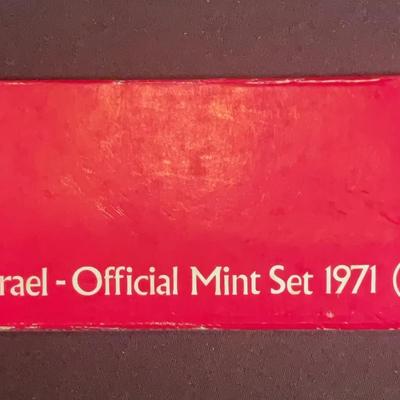 rael - Official Mint Set 1971 (